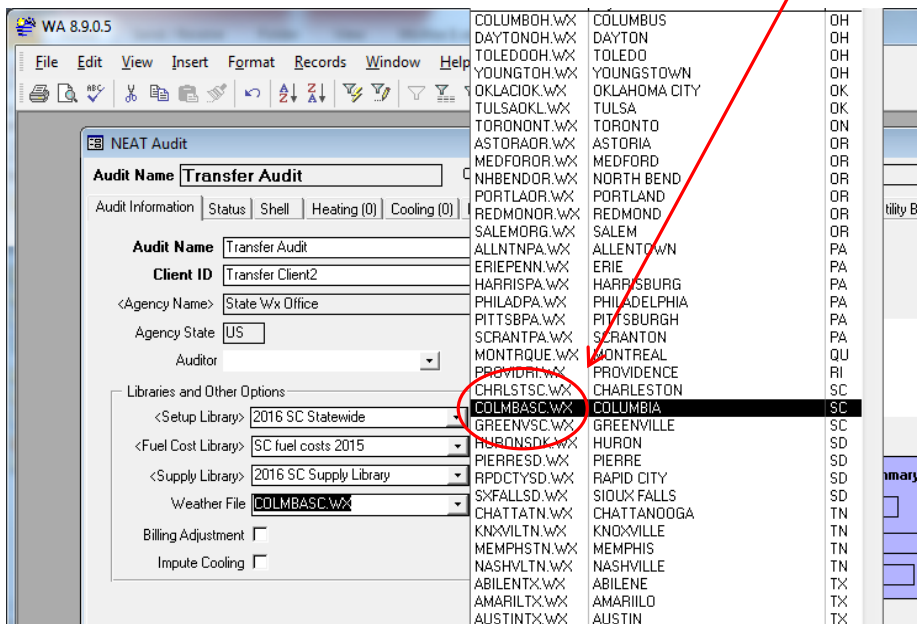 WA 8.9.0.5
File Edit View Insert Format Records Window Help
NEAT Audit
Audit Name Transfer Audit
Audit Information Status Shell Heating (0) Cooling (0)
Audit Name Transfer Audit
Client ID Transfer Client2
<Agency Name> State Wx Office
Agency State US
Auditor
Libraries and Other Options
<Setup Library> 2016 SC Statewide
<Fuel Cost Library> SC fuel costs 2015
<Supply Library> 2016 SC Supply Library
Weather File COLMBASC.WX
Billing Adjustment
Impute Cooling
COLUMBOH.WX COLUMBUS OH
DAYTONOH.WX DAYTON OH
TOLEDOOH.WX TOLEDO OH
YOUNGTOH.WX YOUNGSTOWN OH
OKLACIOK.WX OKLAHOMA CITY OK
TULSAOKL.WX TULSA OK
TORONONT.WX TORONTO ON
ASTORAOR.WX ASTORIA OR
MEDFOROR.WX MEDFORD OR
NHBENDOR.WX NORTH BEND OR
PORTLAOR.WX PORTLAND OR
REDMONOR.WX REDMOND OR
SALEMORG.WX SALEM OR
ALLNTNPA.WX ALLENTOWN PA
ERIEPENN.WX ERIE PA
HARRISPA.WX HARRISBURG PA
PHILADPA.WX PHILADELPHIA PA
PITTSBPA.WX PITTSBURGH PA
SCRANTPA.WX SCRANTON PA
MONTRQUE.WX MONTREAL QU
PROVIDRI.WX PROVIDENCE RI
CHRLSTSC.WX CHARLESTON SC
COLMBASC.WX COLUMBIA SC
GREENVSC.WX GREENVILLE SC
HURONSDK.WX HURON SD
PIERRESD.WX PIERRE SD
RPDCTYSD.WX RAPID CITY SD
SXFALLSD.WX SIOUX FALLS SD
CHATTATN.WX CHATTANOOGA TN
KNXVILTN.WX KNOXVILLE TN
MEMPHSTN.WX MEMPHIS TN
NASHVLTN.WX NASHVILLE TN
ABILENTX.WX ABILENE TX
AMARILTX.WX AMARIILO TX
AUSTINTX.WX AUSTIN TX
tility B
mmary